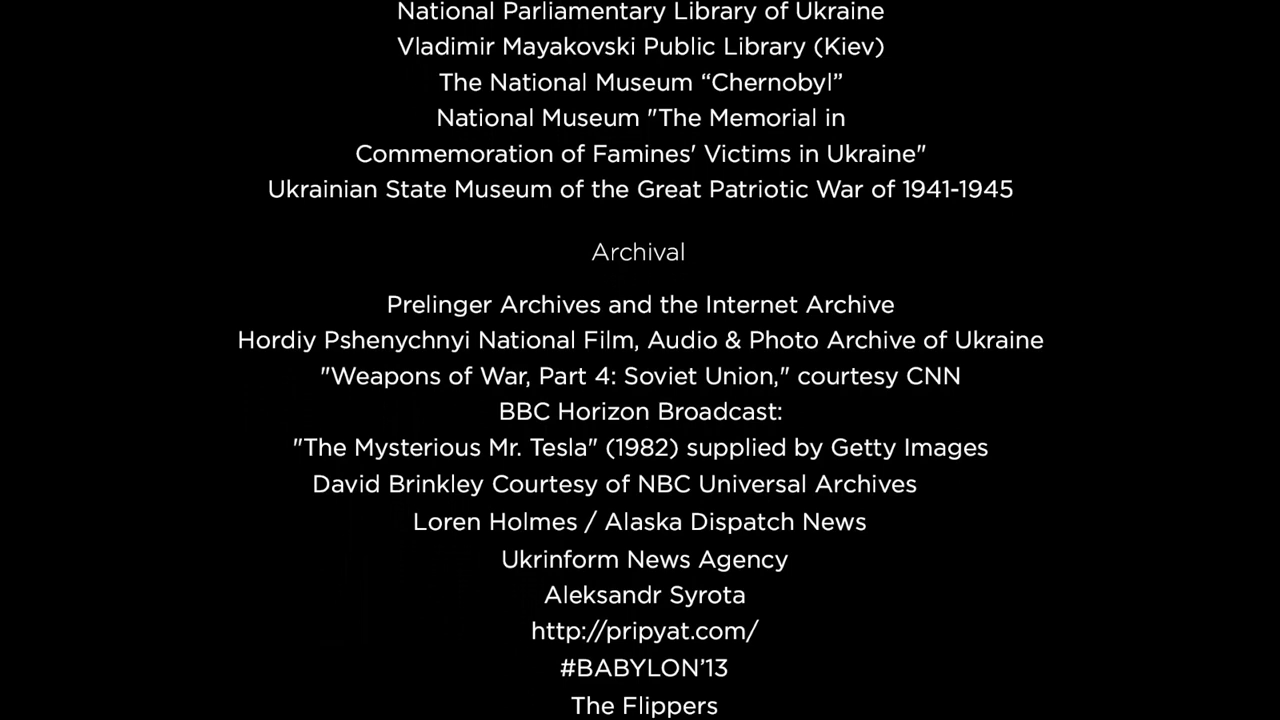 National Parliamentary Library of Ukraine
Vladimir Mayakovski Public Library (Kiev)
The National Museum “Chernobyl”
National Museum "The Memorial in
Commemoration of Famines' Victims in Ukraine"
Ukrainian State Museum of the Great Patriotic War of 1941-1945
Archival
Prelinger Archives and the Internet Archive
Hordiy Pshenychnyi National Film, Audio & Photo Archive of Ukraine
"Weapons of War, Part 4: Soviet Union," courtesy CNN
BBC Horizon Broadcast:
"The Mysterious Mr. Tesla" (1982) supplied by Getty Images
David Brinkley Courtesy of NBC Universal Archives
Loren Holmes / Alaska Dispatch News
Ukrinform News Agency
Aleksandr Syrota
http://pripyat.com/
#BABYLON’13
The Flippers